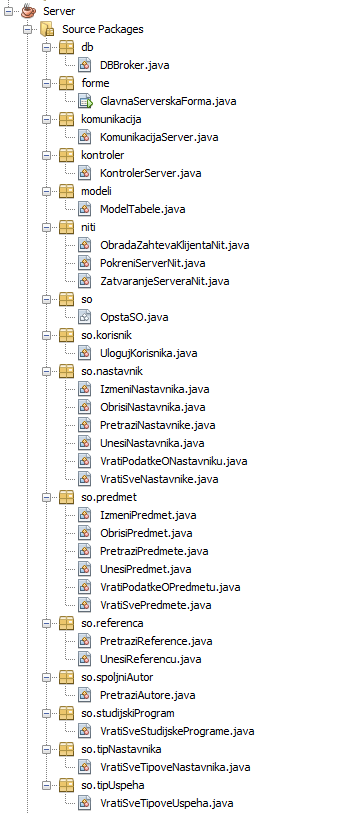 Server
Source Packages
db
DBBroker.java
forme
GlavnaServerskaForma.java
komunikacija
KomunikacijaServer.java
kontroler
KontrolerServer.java
modeli
ModelTabele.java
niti
ObradaZahtevaKlijentaNit.java
PokreniServerNit.java
ZatvaranjeServeraNit.java
so
OpstaSO.java
so.korisnik
UlogujKorisnika.java
so.nastavnik
IzmeniNastavnika.java
ObrisiNastavnika.java
PretraziNastavnike.java
UnesiNastavnika.java
VratiPodatkeONastavniku.java
VratiSveNastavnike.java
so.predmet
IzmeniPredmet.java
ObrisiPredmet.java
PretraziPredmete.java
UnesiPredmet.java
VratiPodatkeOPredmetu.java
VratiSvePredmete.java
so.referenca
PretraziReference.java
UnesiReferencu.java
so.spoljniAutor
PretraziAutore.java
so.studijskiProgram
VratiSveStudijskePrograme.java
so.tipNastavnika
VratiSveTipoveNastavnika.java
so.tipUspeha
VratiSveTipoveUspeha.java